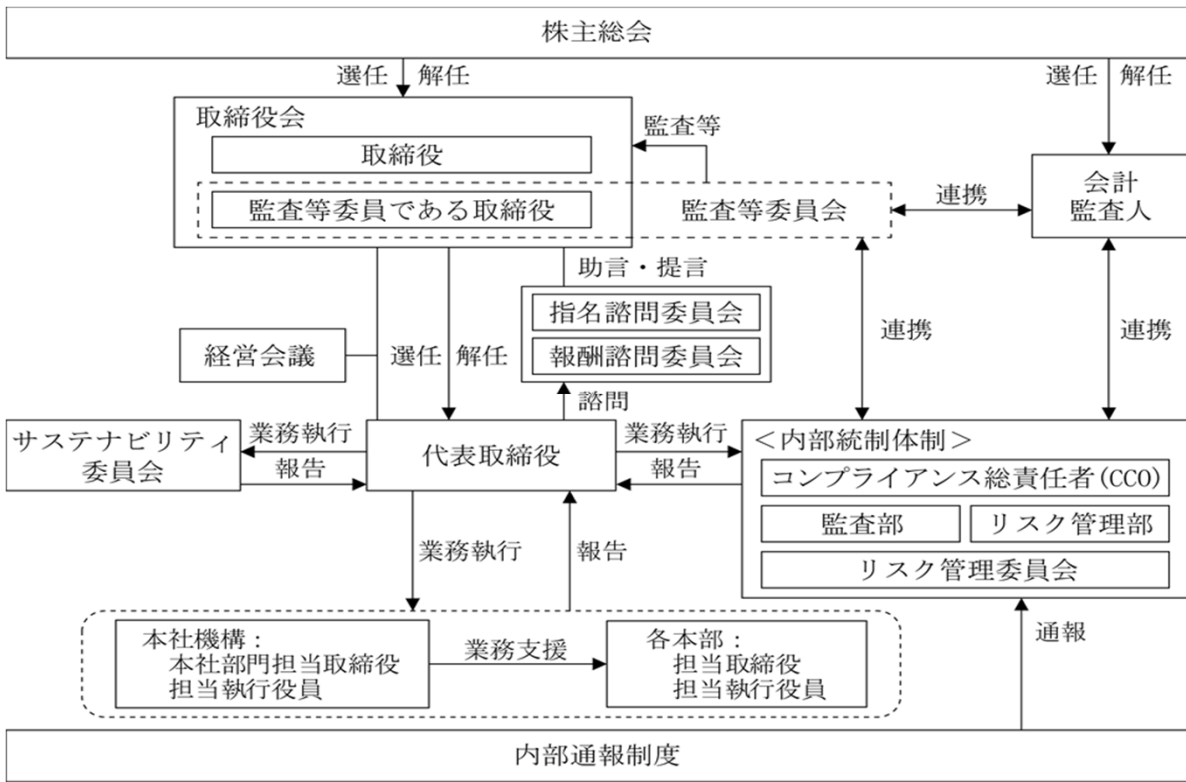 株主総会
選任 解任
選任 解任
取締役会
取締役
監査等委員である取締役
監査等委員会
監査等
会計
監査人
連携
助言・提言
指名諮問委員会
報酬諮問委員会
経営会議
選任 解任
諮問
連携
連携
サステナビリティ
委員会
業務執行
報告
代表取締役
業務執行
報告
＜内部統制体制＞
コンプライアンス総責任者(CCO)
監査部
リスク管理部
リスク管理委員会
業務執行
報告
本社機構：
本社部門担当取締役
担当執行役員
業務支援
各本部：
担当取締役
担当執行役員
通報
内部通報制度